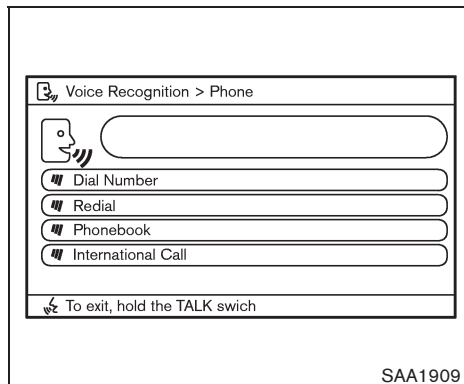 Voice Recognition > Phone
Dial Number
Redial
Phonebook
International Call
To exit, hold the TALK swich
SAA1909